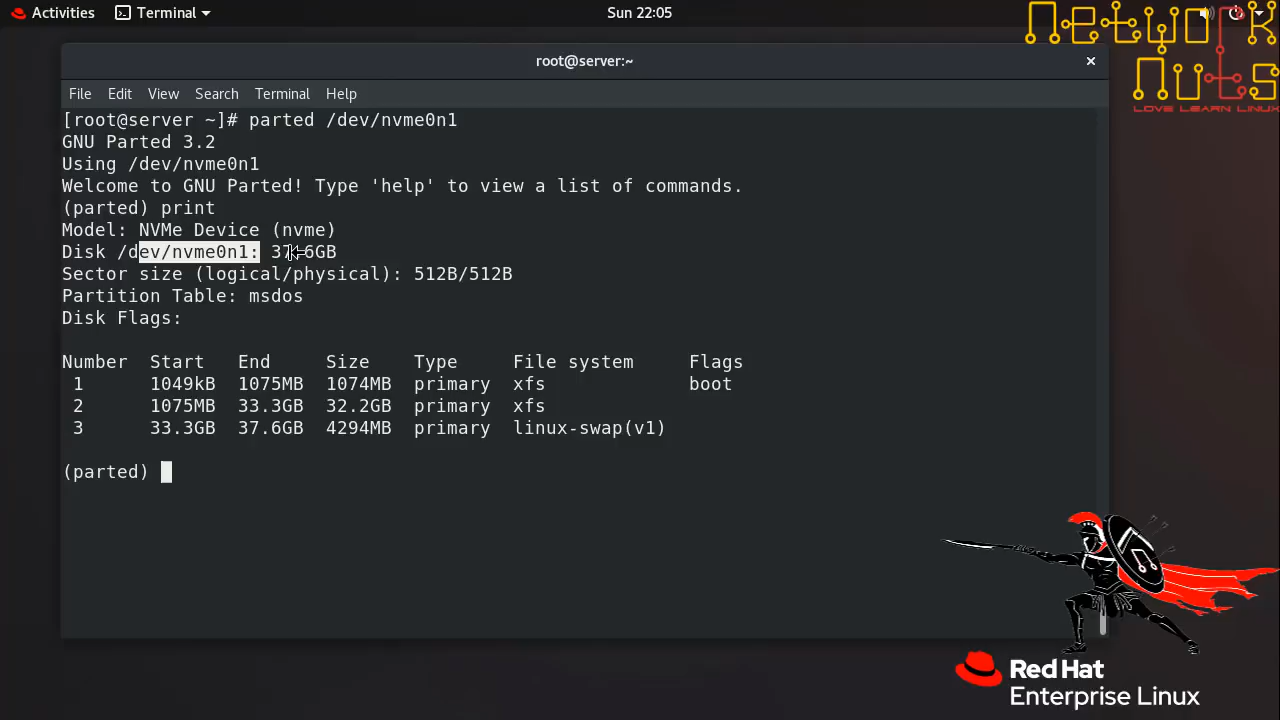 Activities Terminal Sun 22:05
Network
Nuts
LOVE LEARN LINUX
root@server:~ ×
File Edit View Search Terminal Help
[root@server ~]# parted /dev/nvme0n1
GNU Parted 3.2
Using /dev/nvme0n1
Welcome to GNU Parted! Type 'help' to view a list of commands.
(parted) print
Model: NVMe Device (nvme)
Disk /dev/nvme0n1: 37.6GB
Sector size (logical/physical): 512B/512B
Partition Table: msdos
Disk Flags:
Number Start End Size Type File system Flags
1 1049kB 1075MB 1074MB primary xfs boot
2 1075MB 33.3GB 32.2GB primary xfs
3 33.3GB 37.6GB 4294MB primary linux-swap(v1)
(parted)
Red Hat
Enterprise Linux